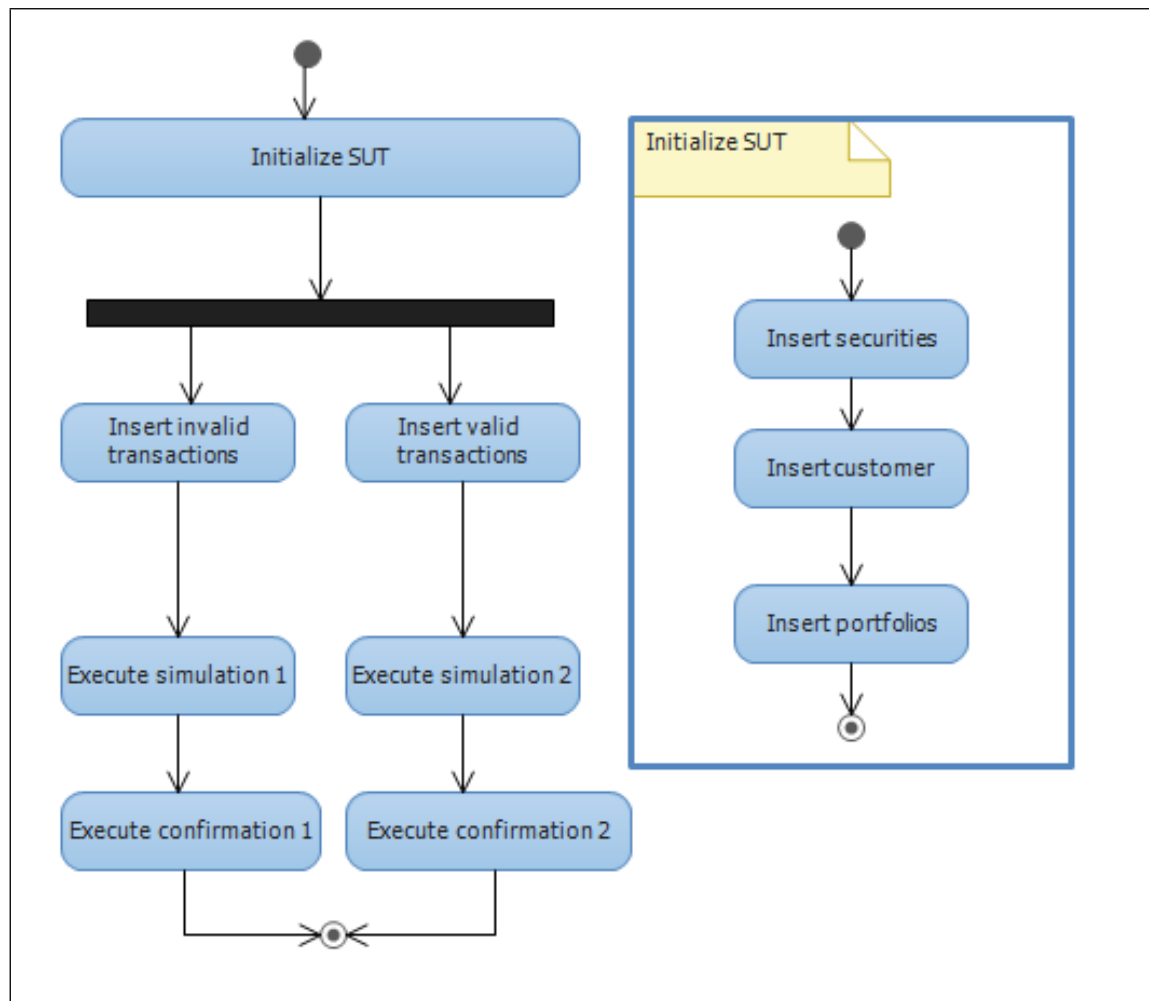 Initialize SUT
Insert invalid
transactions
Insert valid
transactions
Execute simulation 1
Execute simulation 2
Execute confirmation 1
Execute confirmation 2
Initialize SUT
Insert securities
Insert customer
Insert portfolios